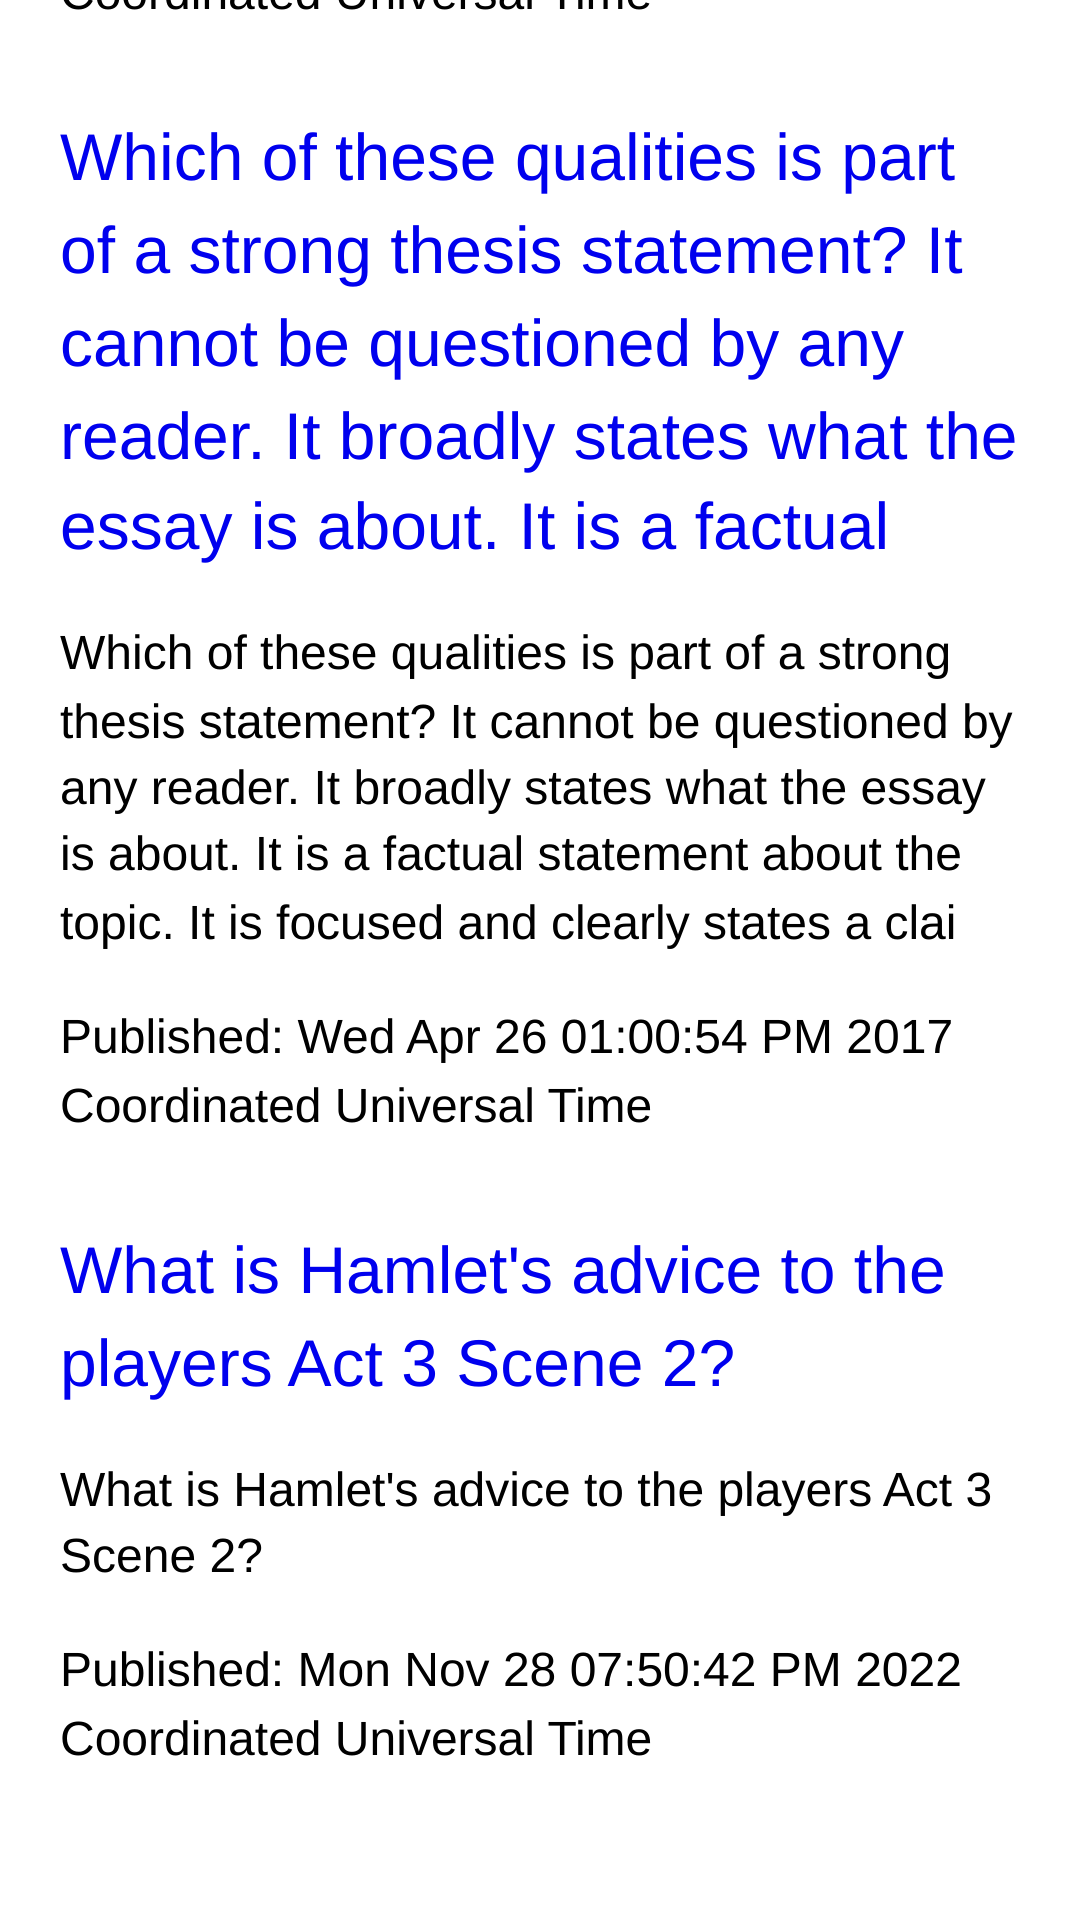 Coordinated Universal Time
Which of these qualities is part
of a strong thesis statement? It
cannot be questioned by any
reader. It broadly states what the
essay is about. It is a factual
Which of these qualities is part of a strong
thesis statement? It cannot be questioned by
any reader. It broadly states what the essay
is about. It is a factual statement about the
topic. It is focused and clearly states a clai
Published: Wed Apr 26 01:00:54 PM 2017
Coordinated Universal Time
What is Hamlet's advice to the
players Act 3 Scene 2?
What is Hamlet's advice to the players Act 3
Scene 2?
Published: Mon Nov 28 07:50:42 PM 2022
Coordinated Universal Time